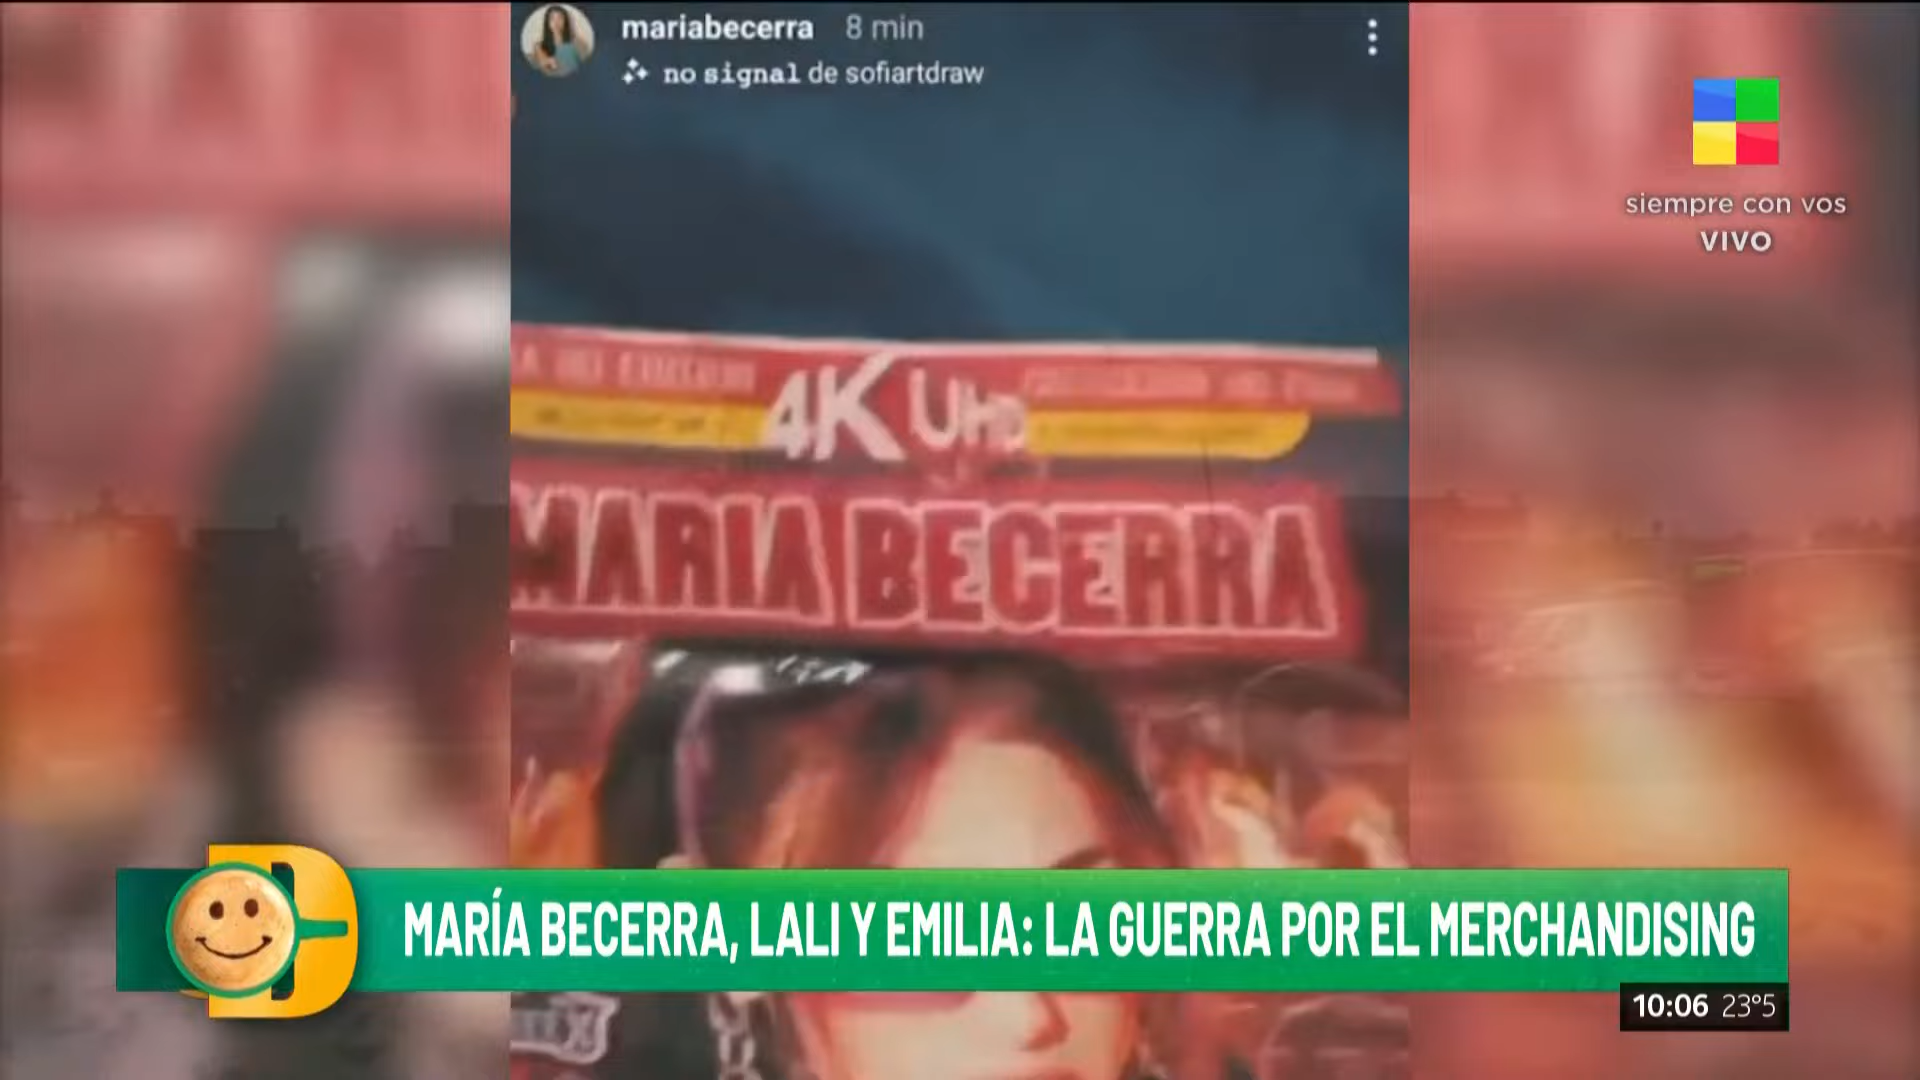 mariabecerra 8 min
no signal de sofiartdraw
siempre con vos
VIVO
4K UHD
MARIA BECERRA
MARÍA BECERRA, LALI Y EMILIA: LA GUERRA POR EL MERCHANDISING
10:06 23°5